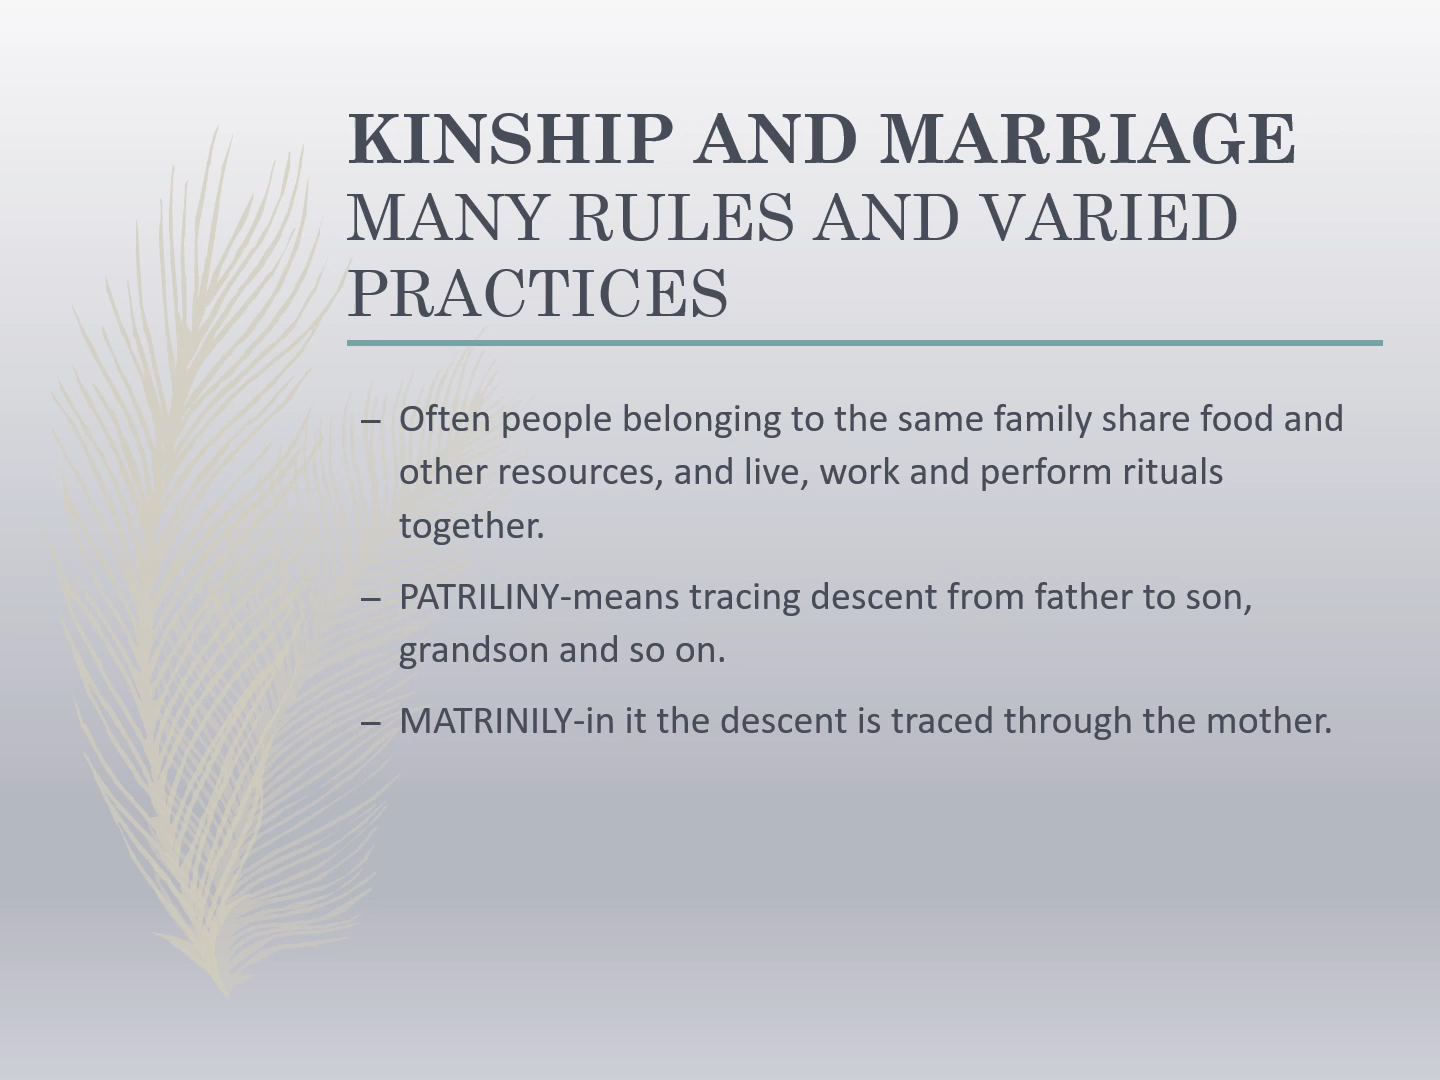 KINSHIP AND MARRIAGE
MANY RULES AND VARIED
PRACTICES
– Often people belonging to the same family share food and
other resources, and live, work and perform rituals
together.
– PATRILINY-means tracing descent from father to son,
grandson and so on.
– MATRINILY-in it the descent is traced through the mother.